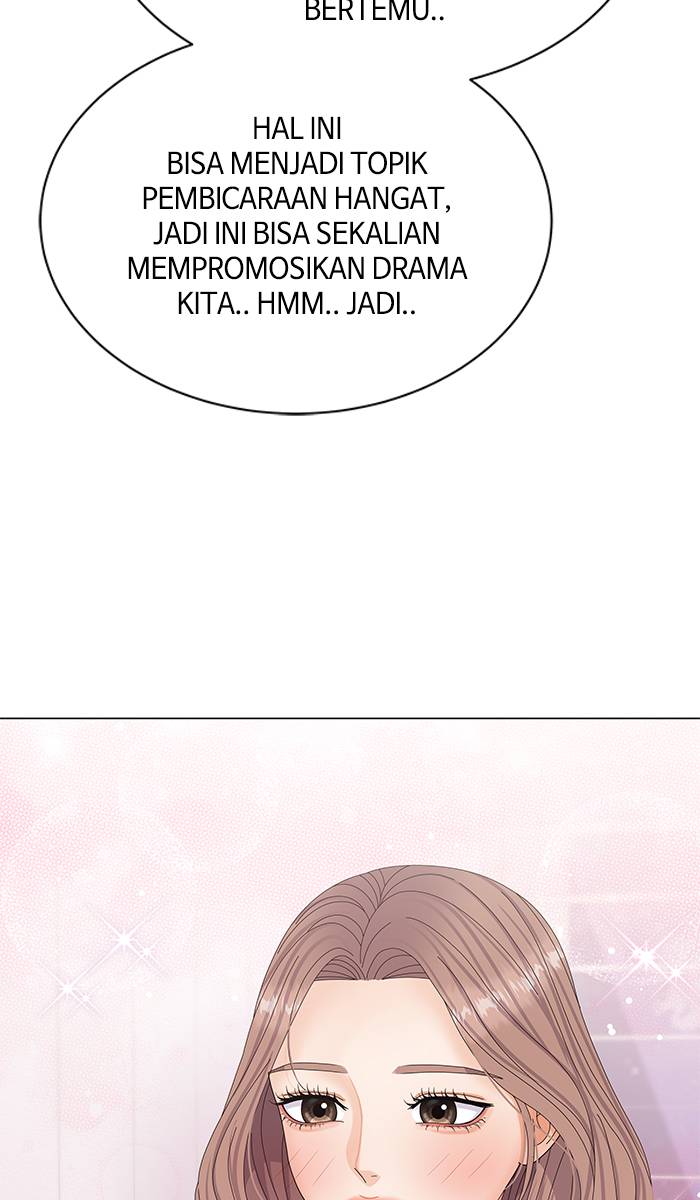 BERTEMU..
HAL INI
BISA MENJADI TOPIK
PEMBICARAAN HANGAT,
JADI INI BISA SEKALIAN
MEMPROMOSIKAN DRAMA
KITA.. HMM.. JADI..